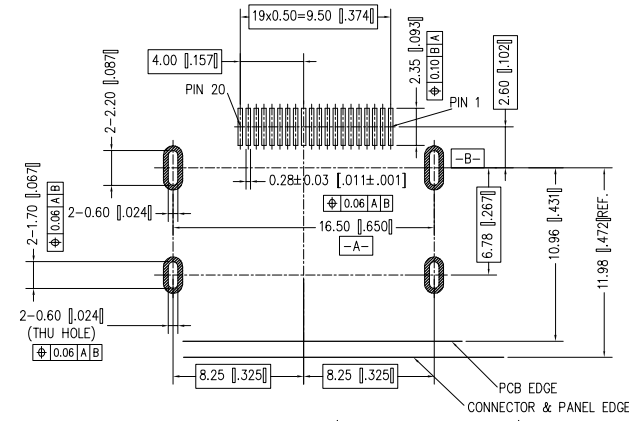 19x0.50=9.50 [.374]
4.00 [.157]
2-2.20 [.087]
PIN 20
2.35 [.093]
⌖ 0.10 B A
PIN 1
2.60 [.102]
-B-
0.28±0.03 [.011±.001]
⌖ 0.06 A B
2-1.70 [.067]
⌖ 0.06 A B
2-0.60 [.024]
16.50 [.650]
-A-
6.78 [.267]
10.96 [.431]
11.98 [.472] REF.
2-0.60 [.024]
(THU HOLE)
⌖ 0.06 A B
8.25 [.325]
8.25 [.325]
PCB EDGE
CONNECTOR & PANEL EDGE